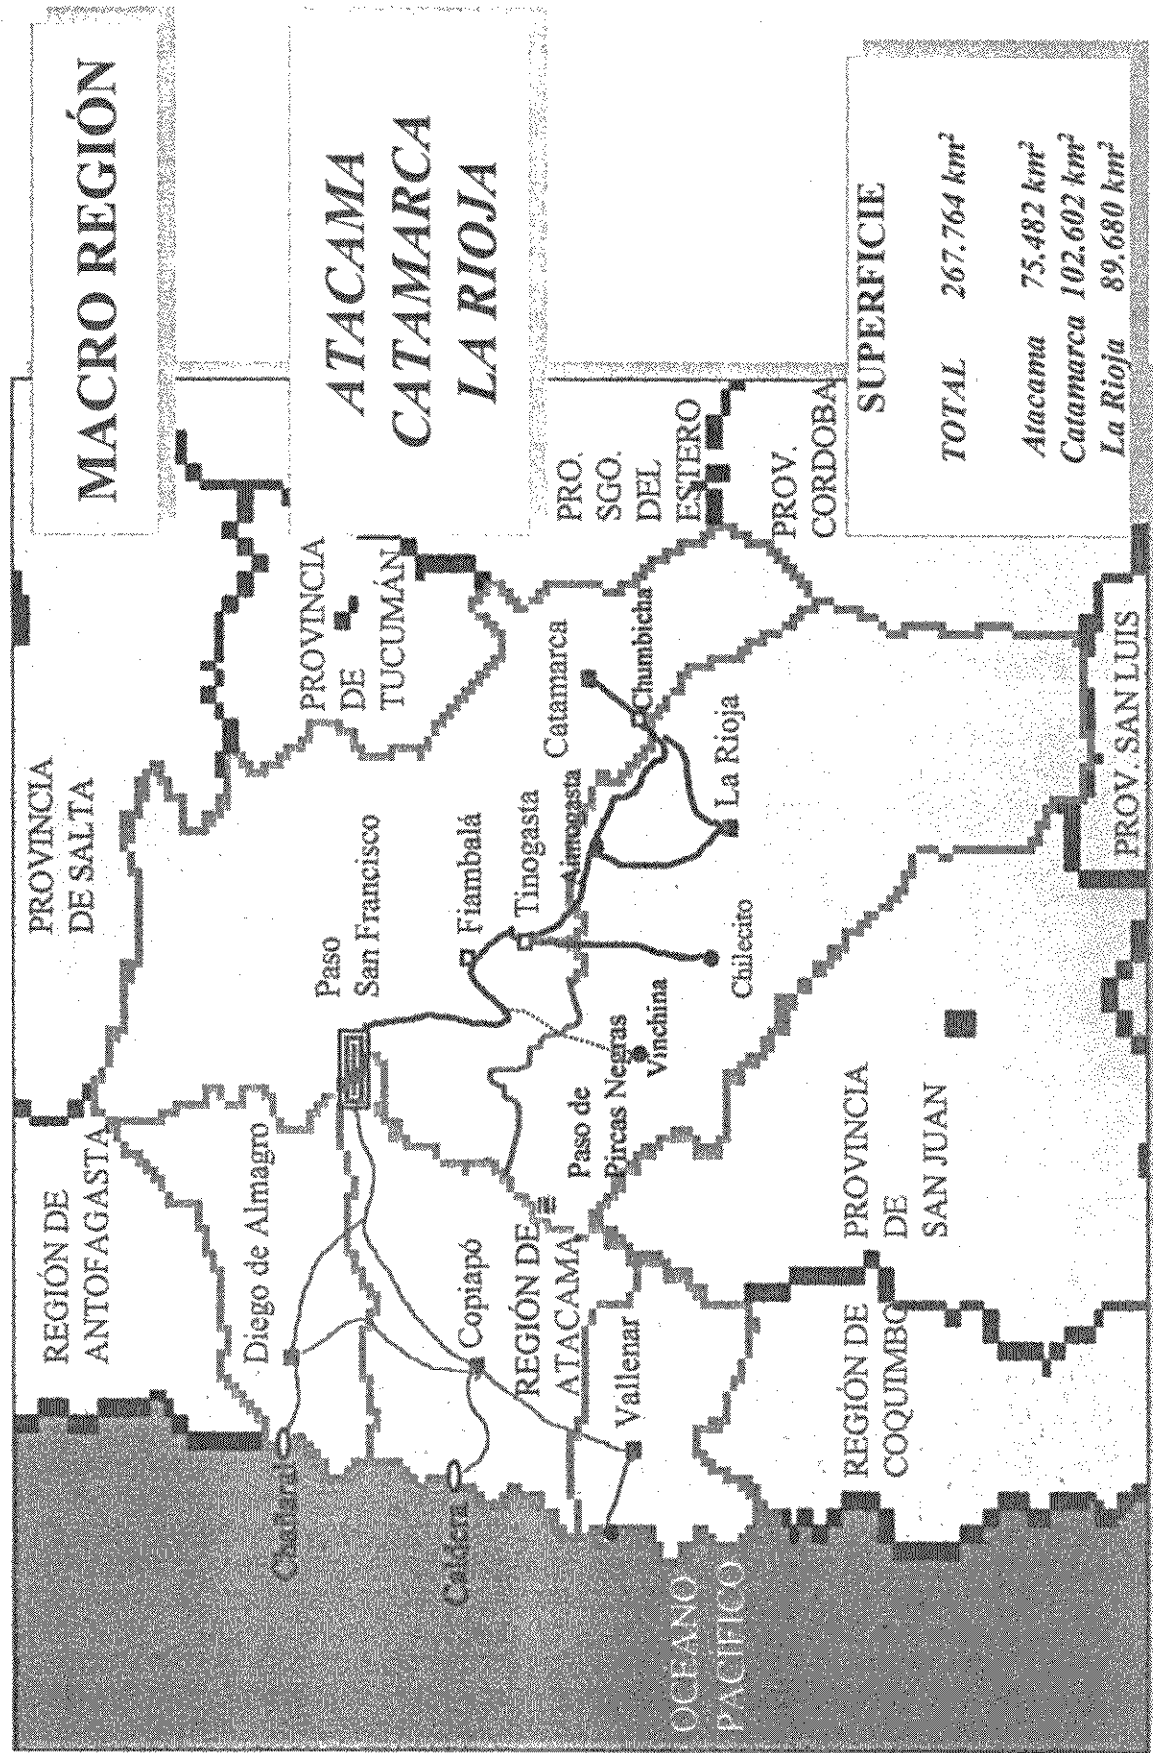 MACRO REGIÓN
ATACAMA
CATAMARCA
LA RIOJA
SUPERFICIE
TOTAL 267.764 km²
Atacama 75.482 km²
Catamarca 102.602 km²
La Rioja 89.680 km²
REGIÓN DE
ANTOFAGASTA
PROVINCIA
DE SALTA
Diego de Almagro
Paso
San Francisco
PROVINCIA
DE
TUCUMÁN
Chañaral
Caldera
Copiapó
Fiambalá
Tinogasta
Aimogasta
Catamarca
Chumbicha
PRO.
SGO.
DEL
ESTERO
REGIÓN DE
ATACAMA
Paso de
Pircas Negras
Vinchina
Vallenar
Chilecito
La Rioja
PROV.
CORDOBA
OCEANO
PACIFICO
REGIÓN DE
COQUIMBO
PROVINCIA
DE
SAN JUAN
PROV. SAN LUIS